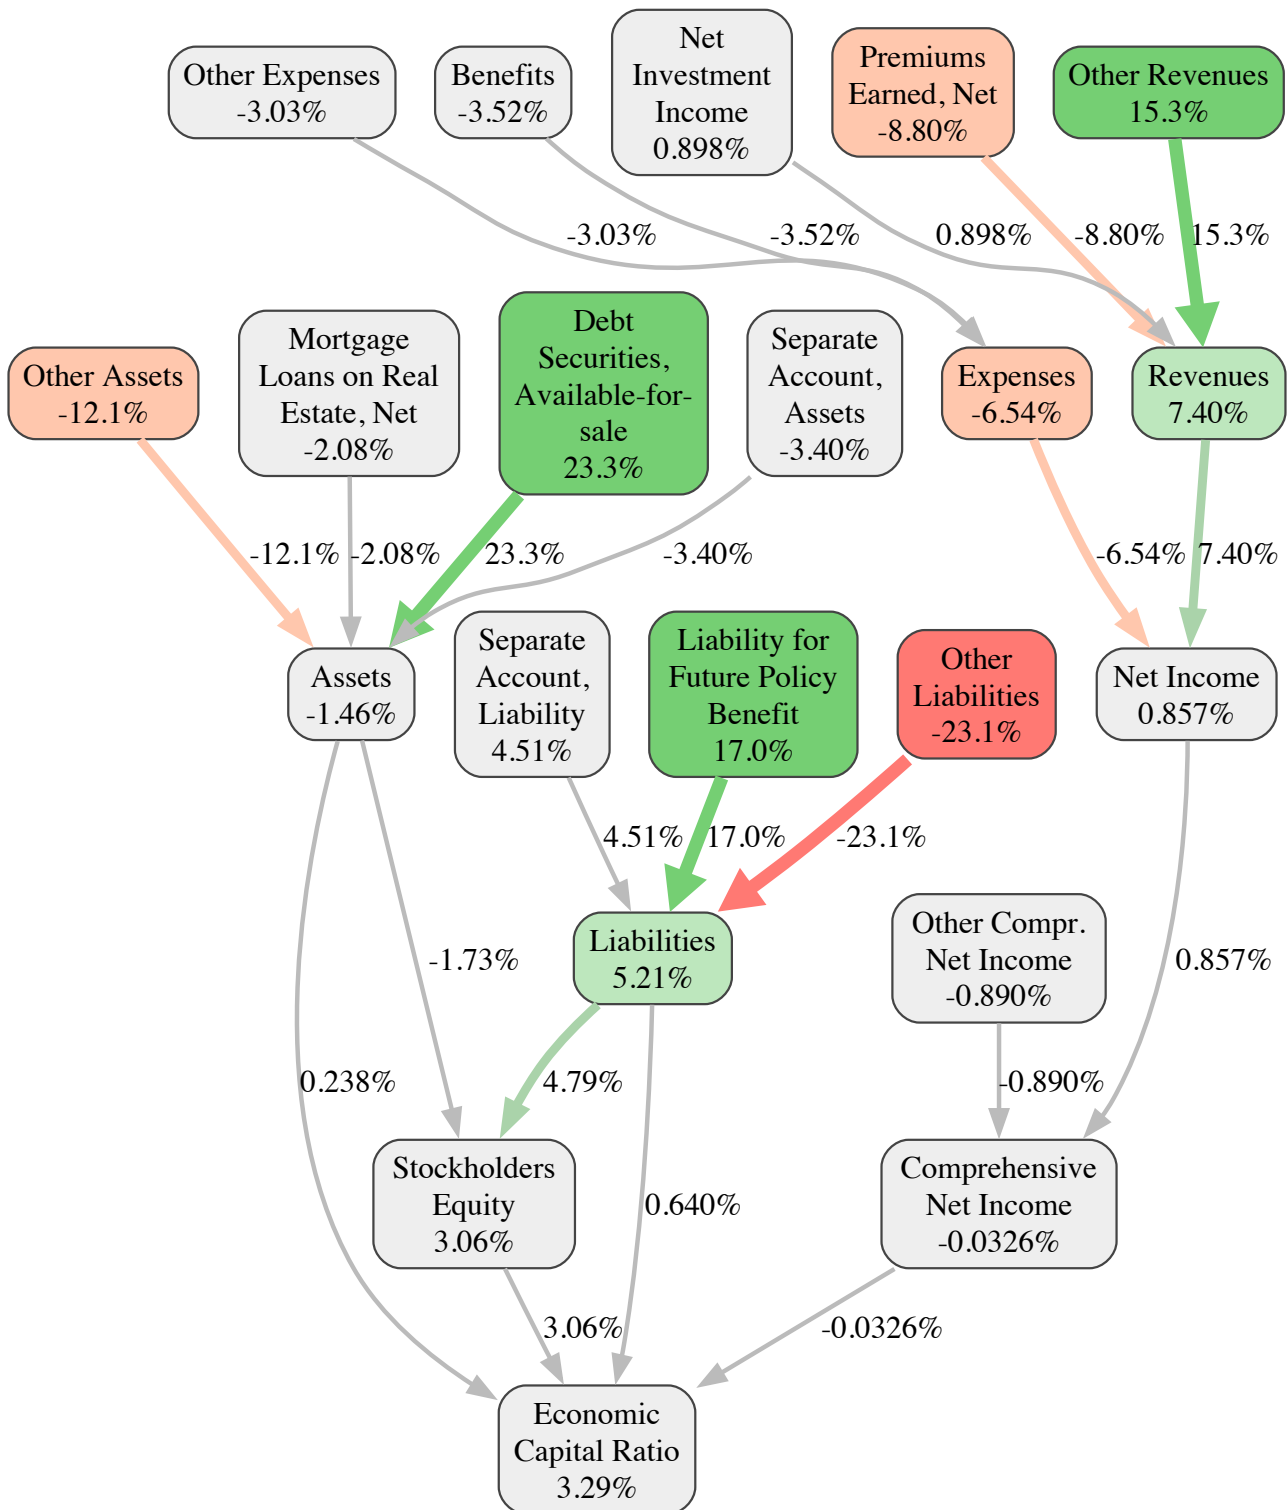 Other Expenses
-3.03%
Benefits
-3.52%
Net
Investment
Income
0.898%
Premiums
Earned, Net
-8.80%
Other Revenues
15.3%
-3.03%
-3.52%
0.898%
-8.80%
15.3%
Other Assets
-12.1%
Mortgage
Loans on Real
Estate, Net
-2.08%
Debt
Securities,
Available-for-
sale
23.3%
Separate
Account,
Assets
-3.40%
Expenses
-6.54%
Revenues
7.40%
-12.1%
-2.08%
23.3%
-3.40%
-6.54%
7.40%
Assets
-1.46%
Separate
Account,
Liability
4.51%
Liability for
Future Policy
Benefit
17.0%
Other
Liabilities
-23.1%
Net Income
0.857%
4.51%
17.0%
-23.1%
-1.73%
Liabilities
5.21%
Other Compr.
Net Income
-0.890%
0.857%
0.238%
4.79%
-0.890%
Stockholders
Equity
3.06%
0.640%
Comprehensive
Net Income
-0.0326%
3.06%
-0.0326%
Economic
Capital Ratio
3.29%